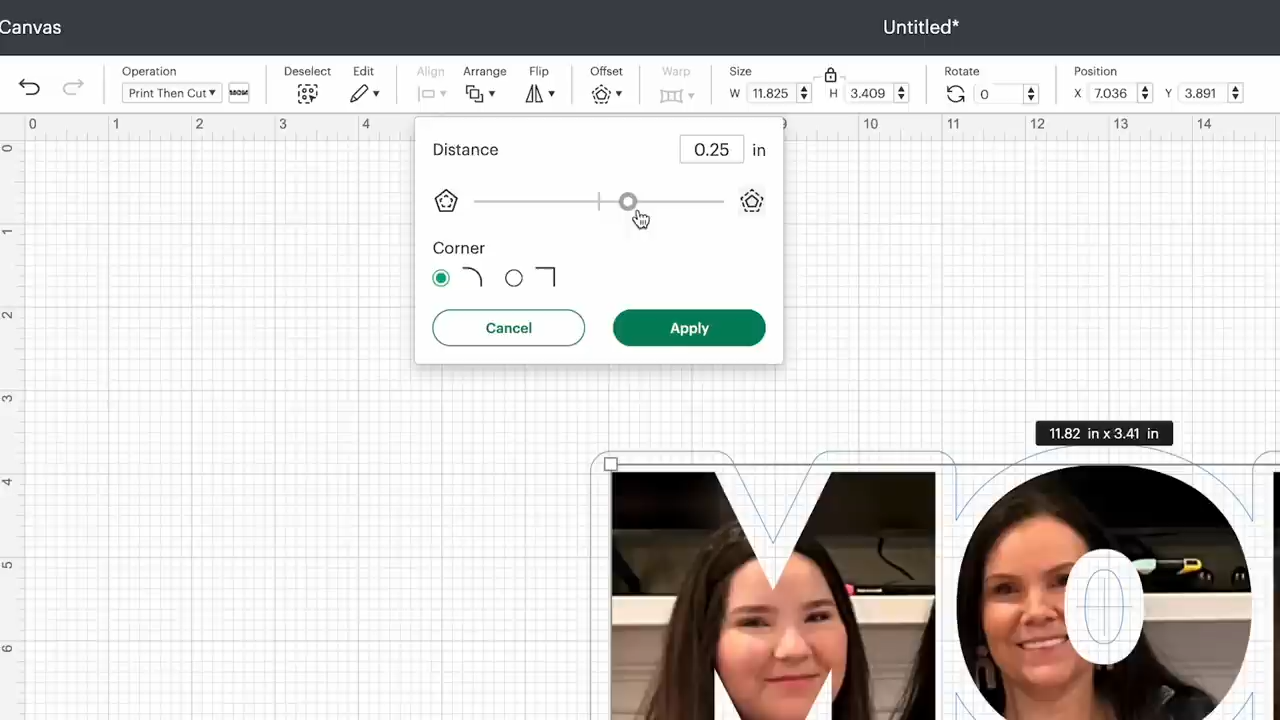 Canvas
Untitled*
Operation Deselect Edit Align Arrange Flip Offset Warp Size Rotate Position
Print Then Cut MOM W 11.825 H 3.409 0 X 7.036 Y 3.891
0 1 2 3 4 9 10 11 12 13 14
0
1
2
3
4
5
6
Distance 0.25 in
Corner
Cancel Apply
11.82 in x 3.41 in
MO